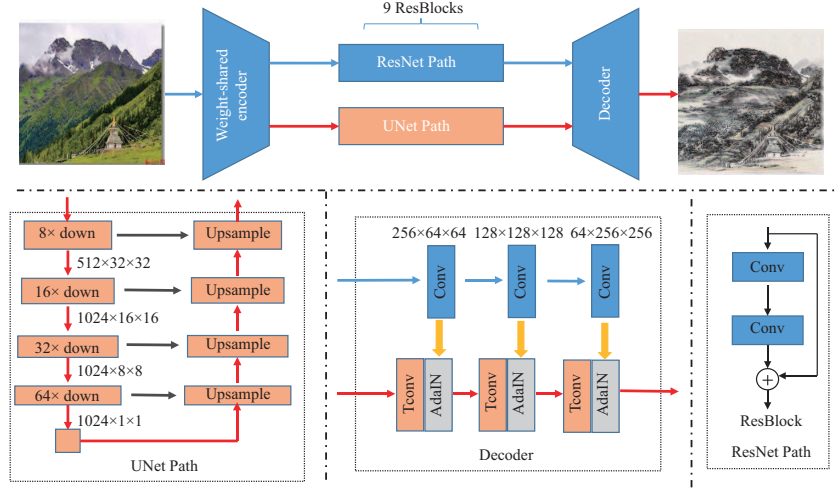 9 ResBlocks
Weight-shared
encoder
ResNet Path
UNet Path
Decoder
8× down
Upsample
512×32×32
16× down
Upsample
1024×16×16
32× down
Upsample
1024×8×8
64× down
Upsample
1024×1×1
UNet Path
256×64×64
128×128×128
64×256×256
Conv
Conv
Conv
Tconv
AdaIN
Tconv
AdaIN
Tconv
AdaIN
Decoder
Conv
Conv
+
ResBlock
ResNet Path